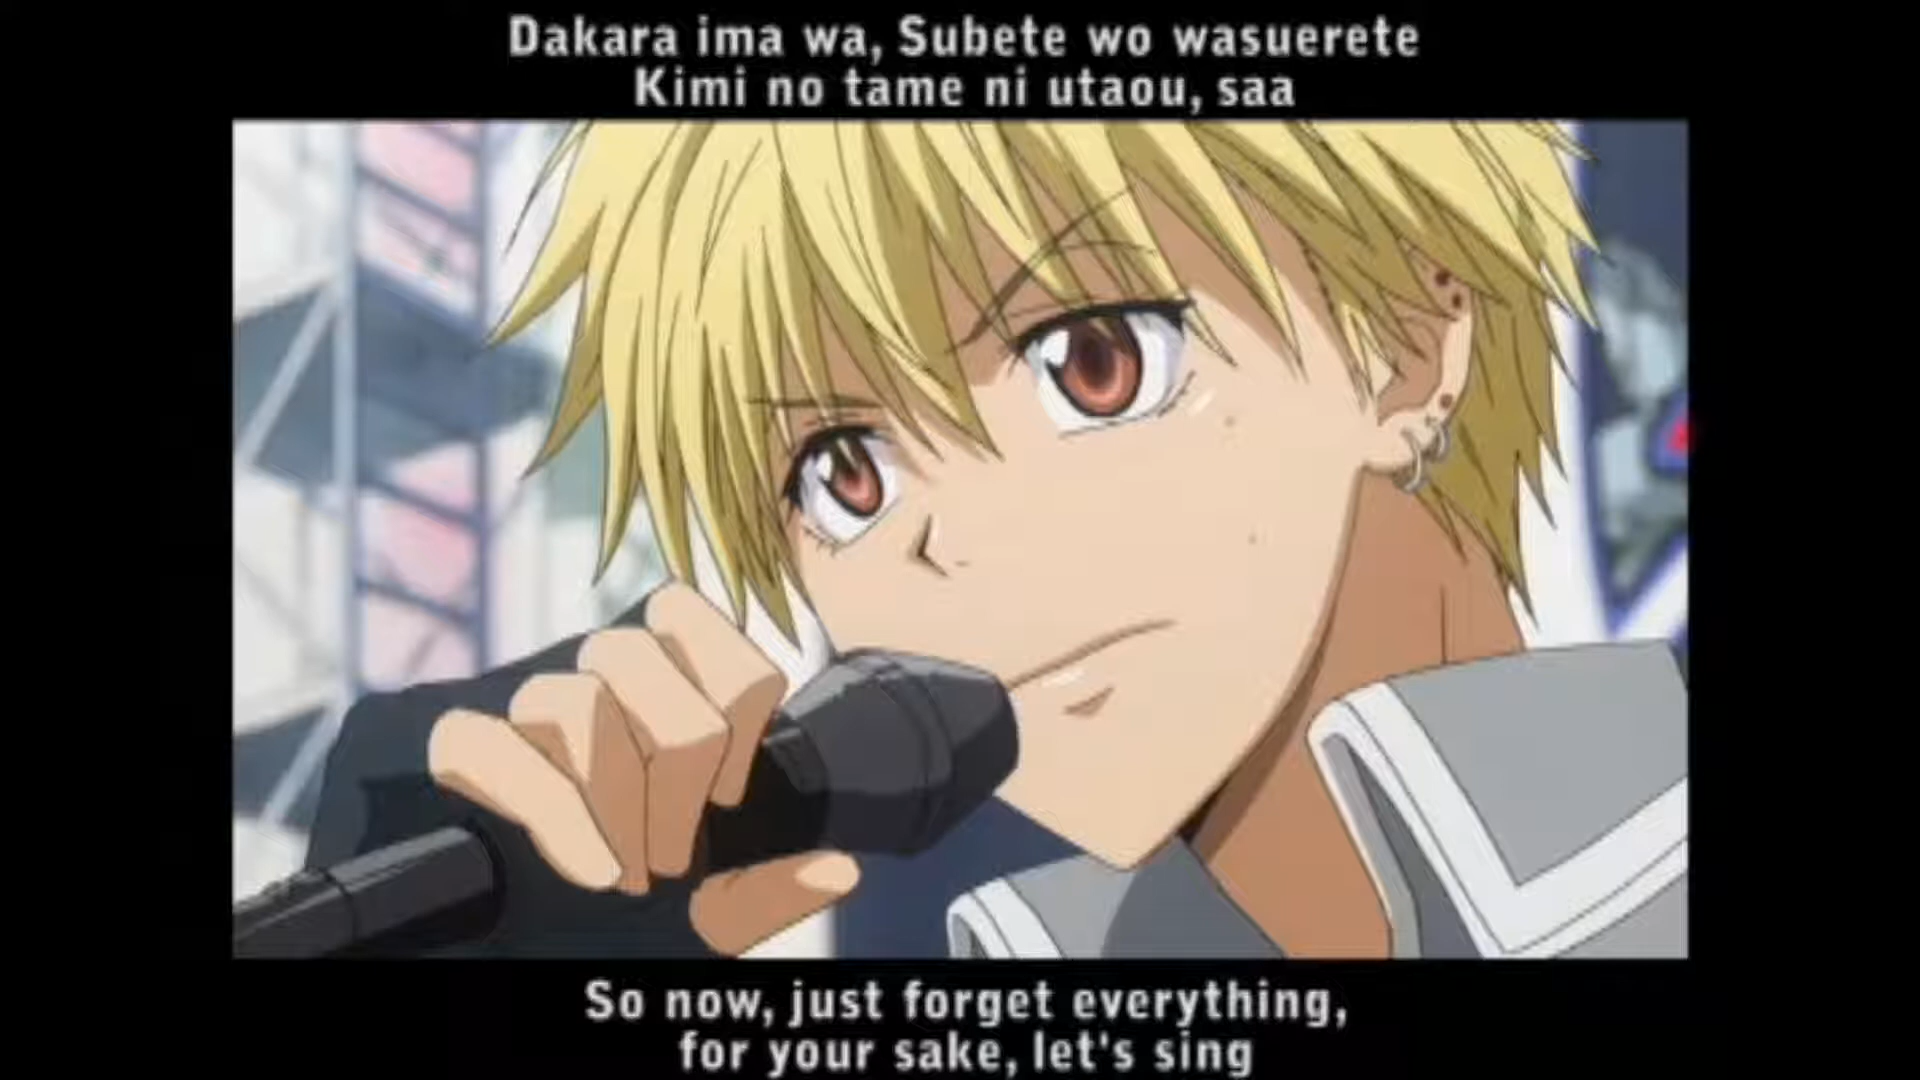 Dakara ima wa, Subete wo wasuerete
Kimi no tame ni utaou, saa
So now, just forget everything,
for your sake, let's sing